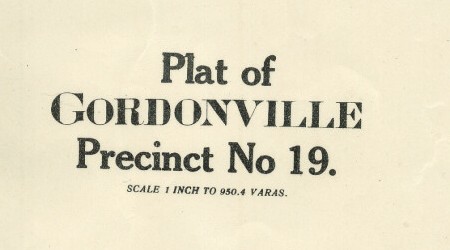 Plat of
GORDONVILLE
Precinct No 19.
SCALE 1 INCH TO 950.4 VARAS.